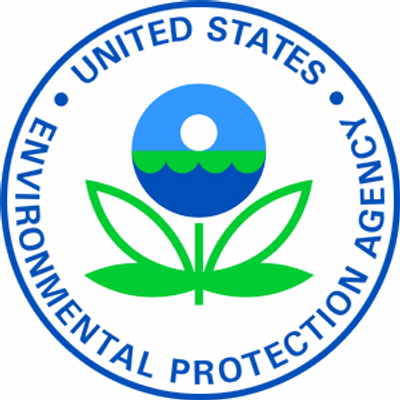 UNITED STATES
ENVIRONMENTAL PROTECTION AGENCY